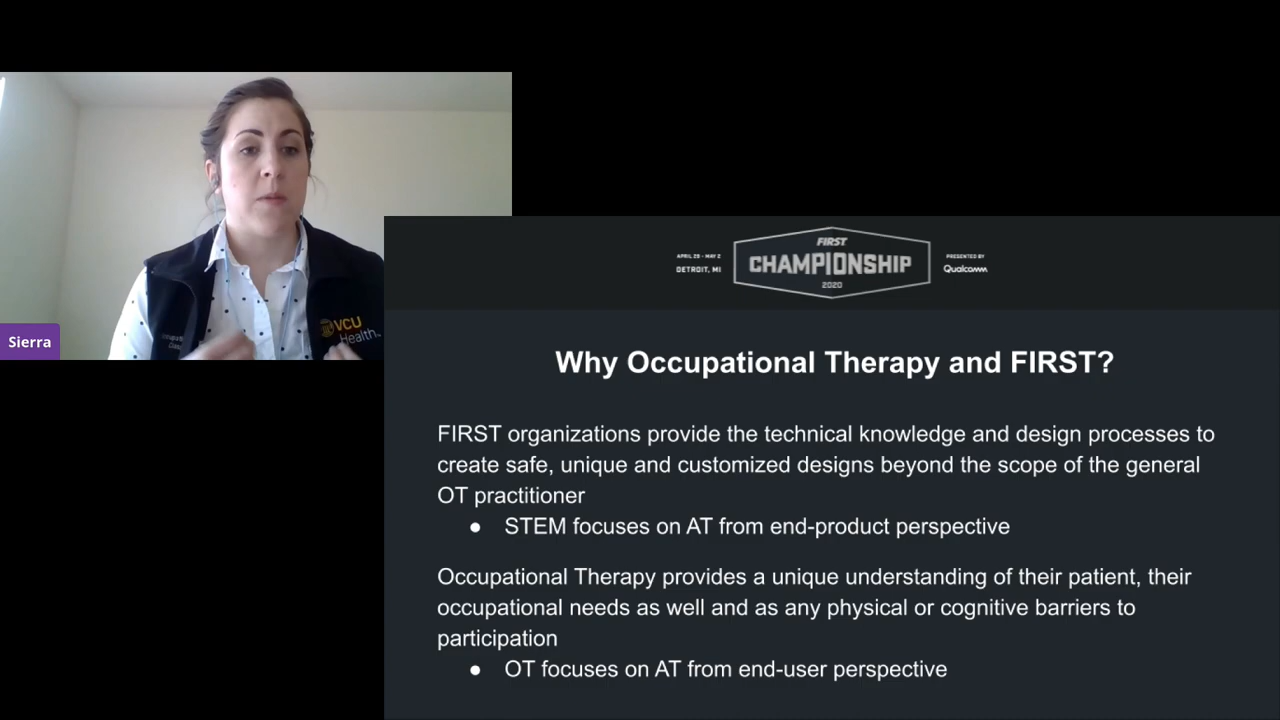 Sierra
VCU
Health
APRIL 29 - MAY 2
DETROIT, MI
FIRST
CHAMPIONSHIP
2020
PRESENTED BY
Qualcomm
Why Occupational Therapy and FIRST?
FIRST organizations provide the technical knowledge and design processes to
create safe, unique and customized designs beyond the scope of the general
OT practitioner
● STEM focuses on AT from end-product perspective
Occupational Therapy provides a unique understanding of their patient, their
occupational needs as well and as any physical or cognitive barriers to
participation
● OT focuses on AT from end-user perspective